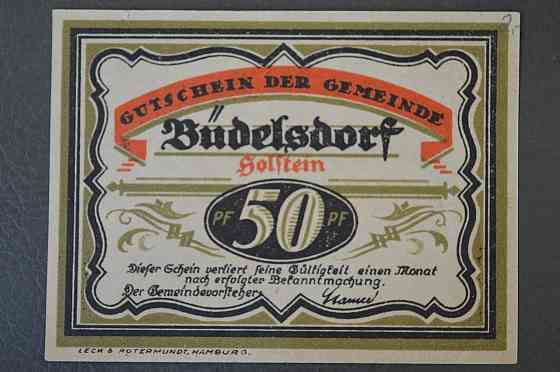 GUTSCHEIN DER GEMEINDE
Büdelsdorf
Holstein
PF 50 PF
Dieser Schein verliert seine Gültigkeit einen Monat
nach erfolgter Bekanntmachung.
Der Gemeindevorsteher:
LECK & ROTERMUNDT, HAMBURG.